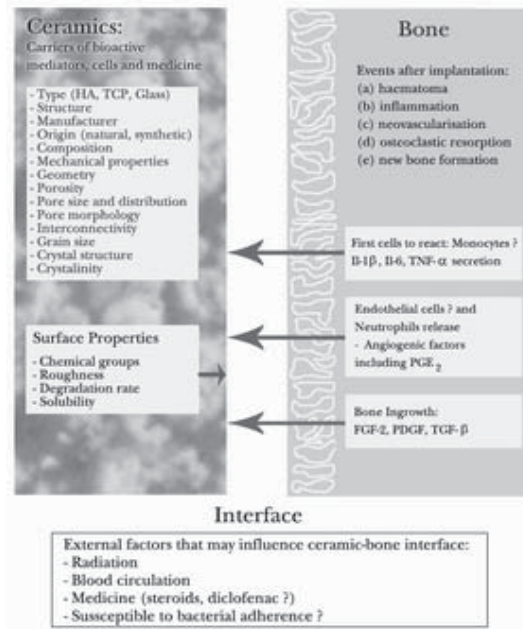 Ceramics:
Carriers of bioactive
mediators, cells and medicine
- Type (HA, TCP, Glass)
- Structure
- Manufacturer
- Origin (natural, synthetic)
- Composition
- Mechanical properties
- Geometry
- Porosity
- Pore size and distribution
- Pore morphology
- Interconnectivity
- Grain size
- Crystal structure
- Crystalinity
Surface Properties
- Chemical groups
- Roughness
- Degradation rate
- Solubility
Bone
Events after implantation:
(a) haematoma
(b) inflammation
(c) neovascularisation
(d) osteoclastic resorption
(e) new bone formation
First cells to react: Monocytes ?
Il-1β, Il-6, TNF-α secretion
Endothelial cells ? and
Neutrophils release
- Angiogenic factors
including PGE2
Bone Ingrowth:
FGF-2, PDGF, TGF-β
Interface
External factors that may influence ceramic-bone interface:
- Radiation
- Blood circulation
- Medicine (steroids, diclofenac ?)
- Sussceptible to bacterial adherence ?